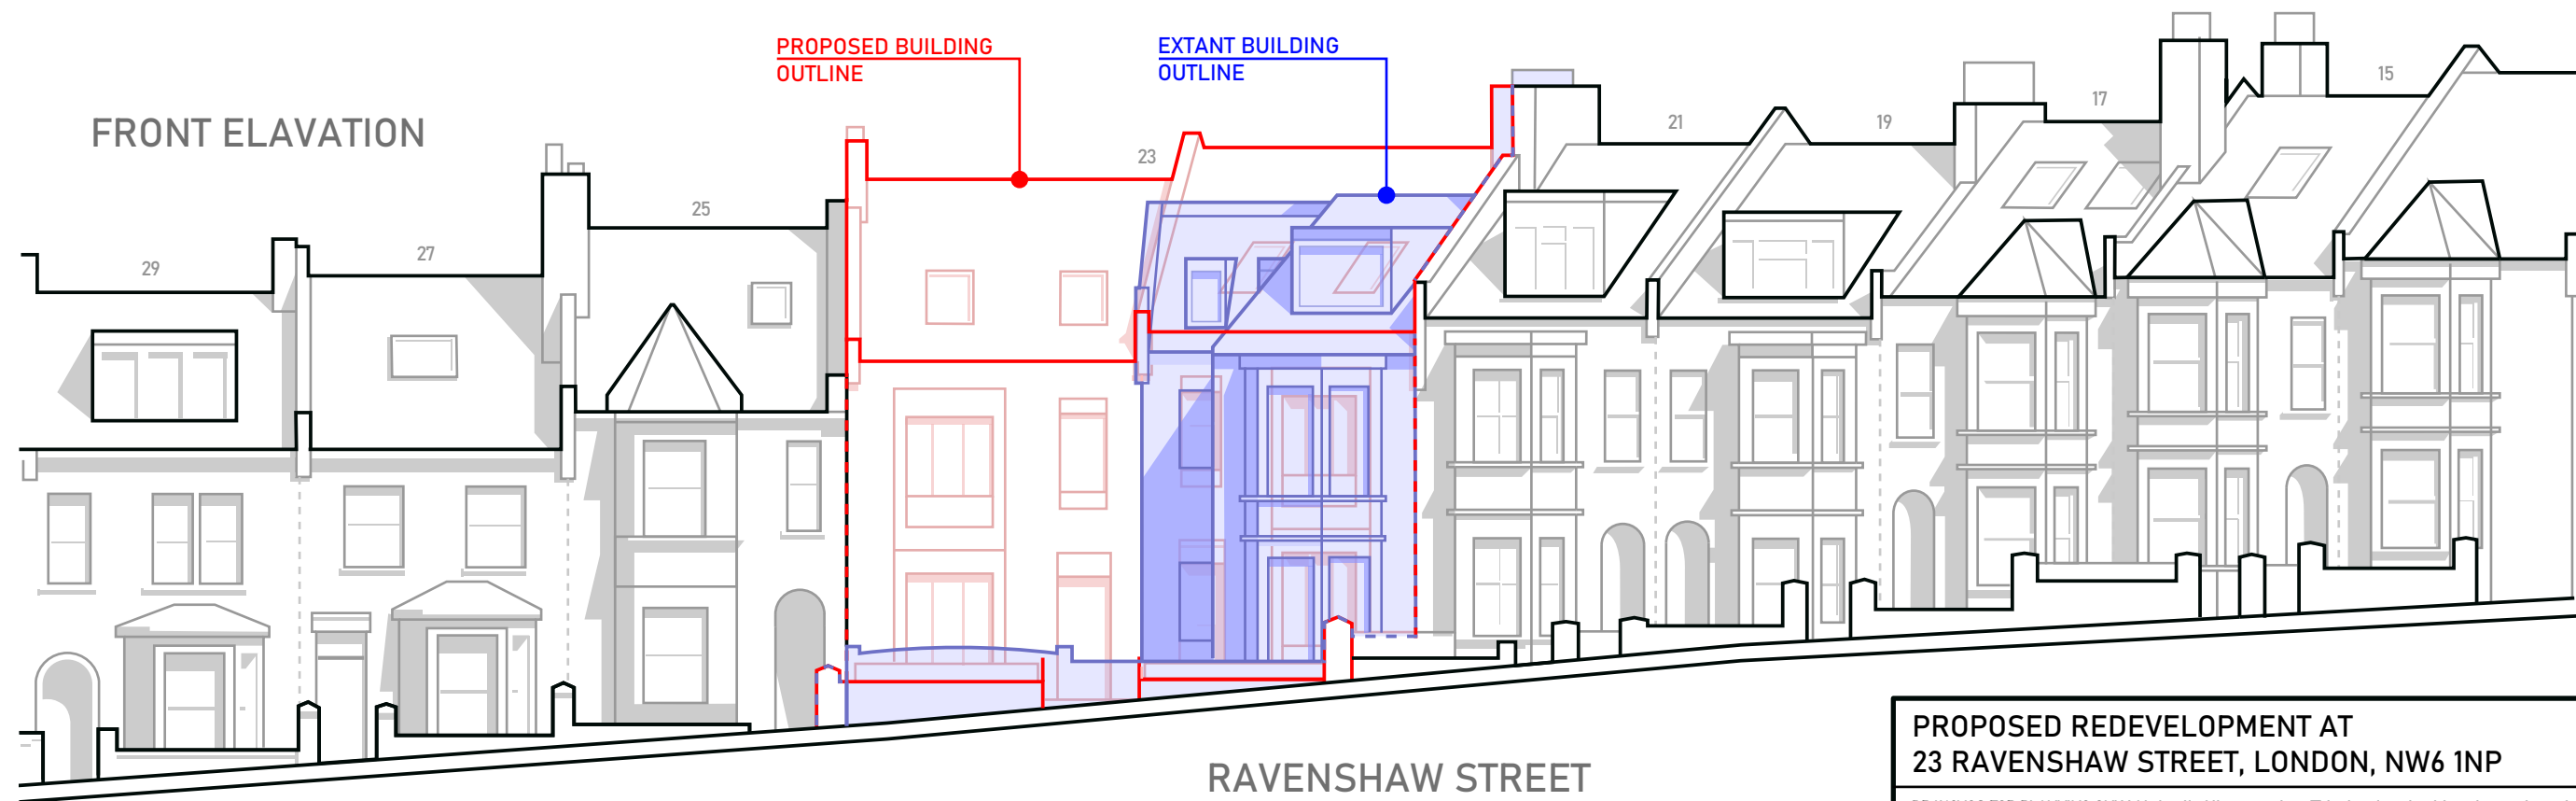 PROPOSED BUILDING
OUTLINE
EXTANT BUILDING
OUTLINE
FRONT ELAVATION
29
27
25
23
21
19
17
15
RAVENSHAW STREET
PROPOSED REDEVELOPMENT AT
23 RAVENSHAW STREET, LONDON, NW6 1NP